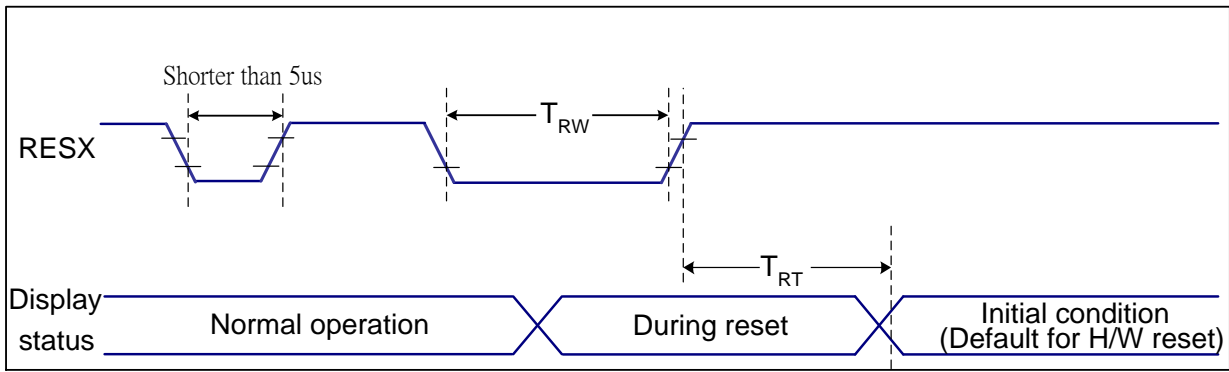 Shorter than 5us
RESX
TRW
TRT
Display
status
Normal operation
During reset
Initial condition
(Default for H/W reset)